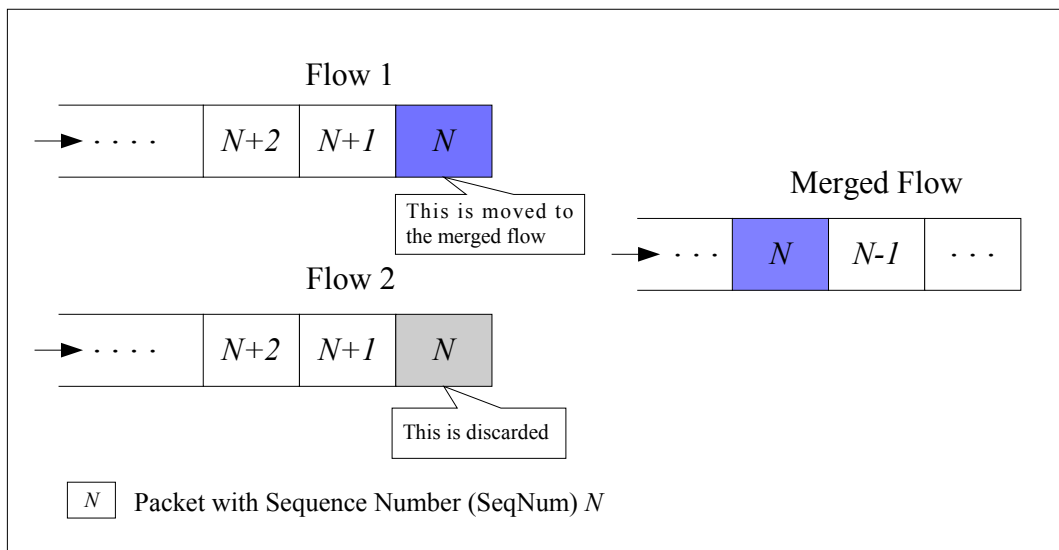 Flow 1
· · · · N+2 N+1 N
This is moved to
the merged flow
Merged Flow
· · · N N-1 · · ·
Flow 2
· · · · N+2 N+1 N
This is discarded
N Packet with Sequence Number (SeqNum) N